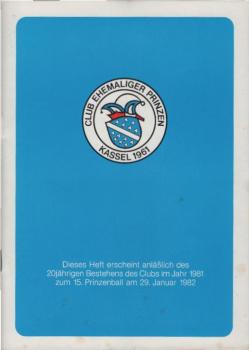 CLUB EHEMALIGER PRINZEN
KASSEL 1961
Dieses Heft erscheint anläßlich des
20jährigen Bestehens des Clubs im Jahr 1981
zum 15. Prinzenball am 29. Januar 1982